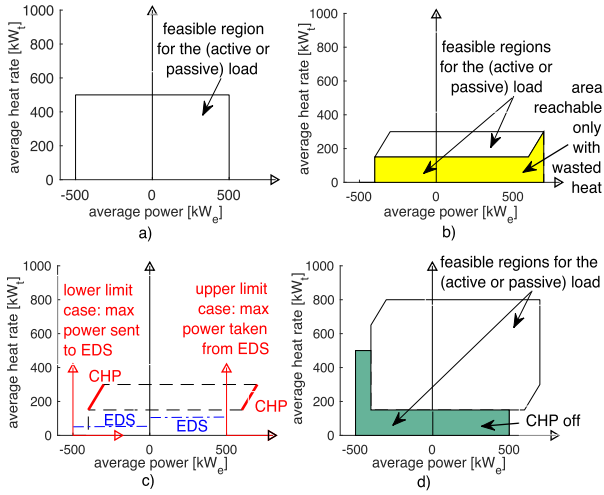 1000
800
600
400
200
0
average heat rate [kWt]
feasible region
for the (active or
passive) load
-500
0
500
average power [kWe]
a)
1000
800
600
400
200
0
average heat rate [kWt]
feasible regions
for the (active or
passive) load
area
reachable
only
with
wasted
heat
-500
0
500
average power [kWe]
b)
1000
800
600
400
200
0
average heat rate [kWt]
lower limit
case: max
power sent
to EDS
upper limit
case: max
power taken
from EDS
CHP
CHP
EDS
EDS
-500
0
500
average power [kWe]
c)
1000
800
600
400
200
0
average heat rate [kWt]
feasible regions for the
(active or passive) load
CHP off
-500
0
500
average power [kWe]
d)